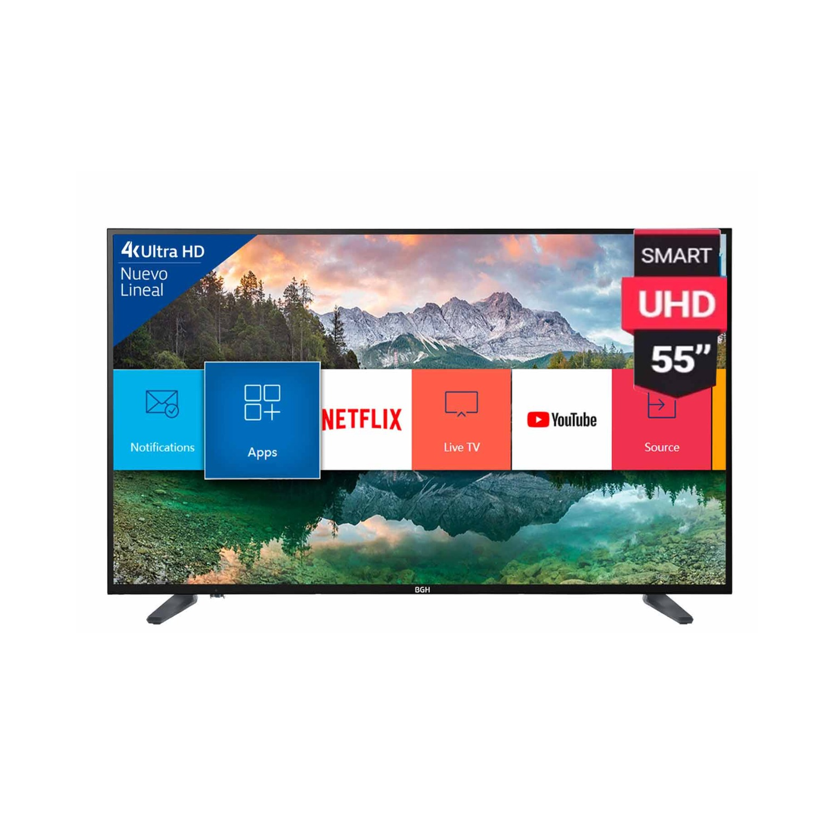 4K Ultra HD
Nuevo
Lineal
SMART
UHD
55”
Notifications
Apps
NETFLIX
Live TV
YouTube
Source
BGH